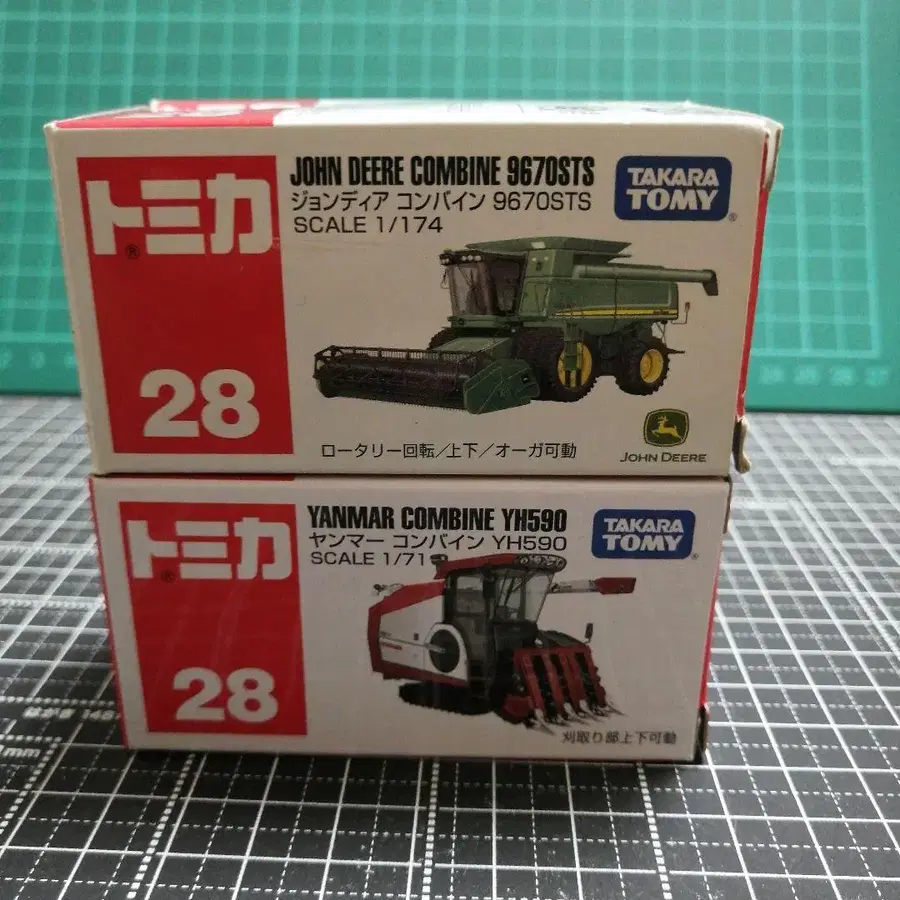 トミカ®
28
JOHN DEERE COMBINE 9670STS
ジョンディア コンバイン 9670STS
SCALE 1/174
TAKARA
TOMY®
ロータリー回転/上下/オーガ可動
JOHN DEERE
トミカ®
28
YANMAR COMBINE YH590
ヤンマー コンバイン YH590
SCALE 1/71
TAKARA
TOMY®
刈取り部上下可動
mm